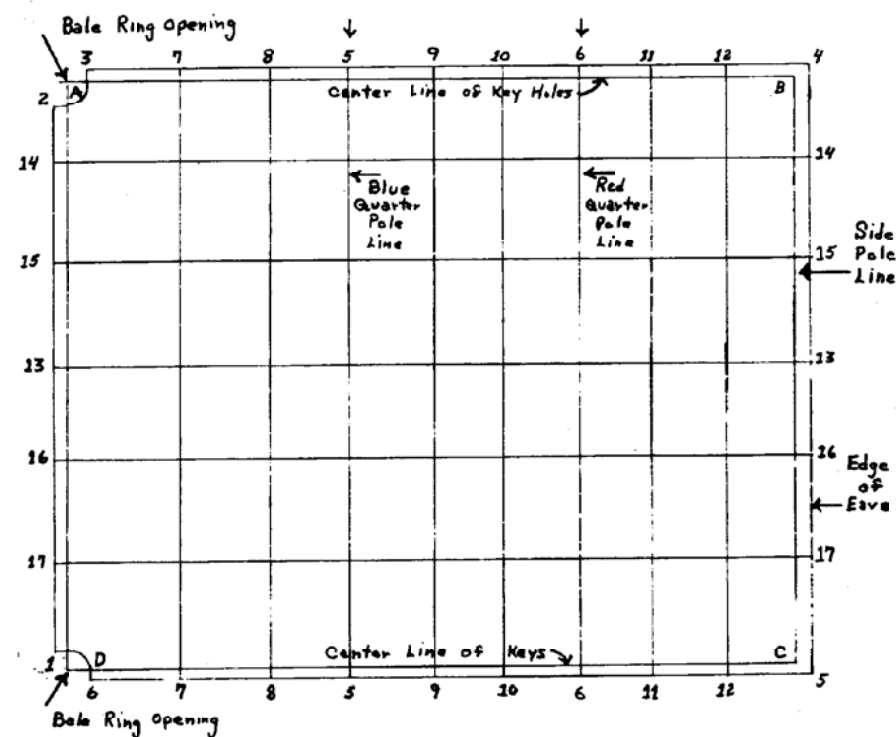 Bale Ring Opening
3 7 8 5 9 10 6 11 12 4
A
B
2
Center Line of Key Holes
14 14
Blue
Quarter
Pole
Line
Red
Quarter
Pole
Line
Side
Pole
Line
15 15
13 13
16 26
Edge
of
Eave
17 17
Center Line of Keys
C
D
1
6 7 8 5 9 10 6 11 12 5
Bale Ring Opening